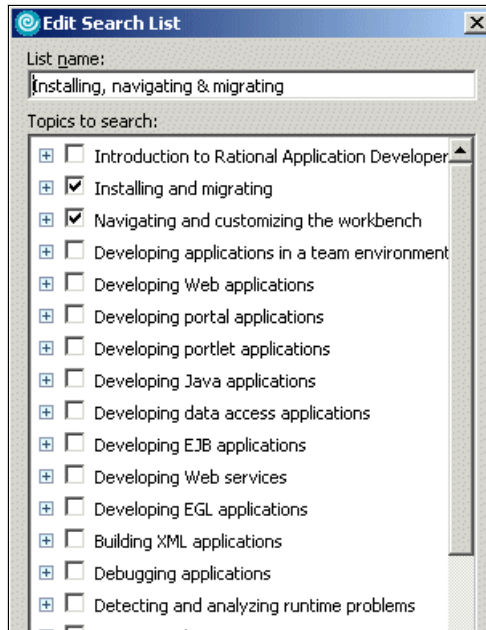 Edit Search List
List name:
Installing, navigating & migrating
Topics to search:
Introduction to Rational Application Developer
Installing and migrating
Navigating and customizing the workbench
Developing applications in a team environment
Developing Web applications
Developing portal applications
Developing portlet applications
Developing Java applications
Developing data access applications
Developing EJB applications
Developing Web services
Developing EGL applications
Building XML applications
Debugging applications
Detecting and analyzing runtime problems